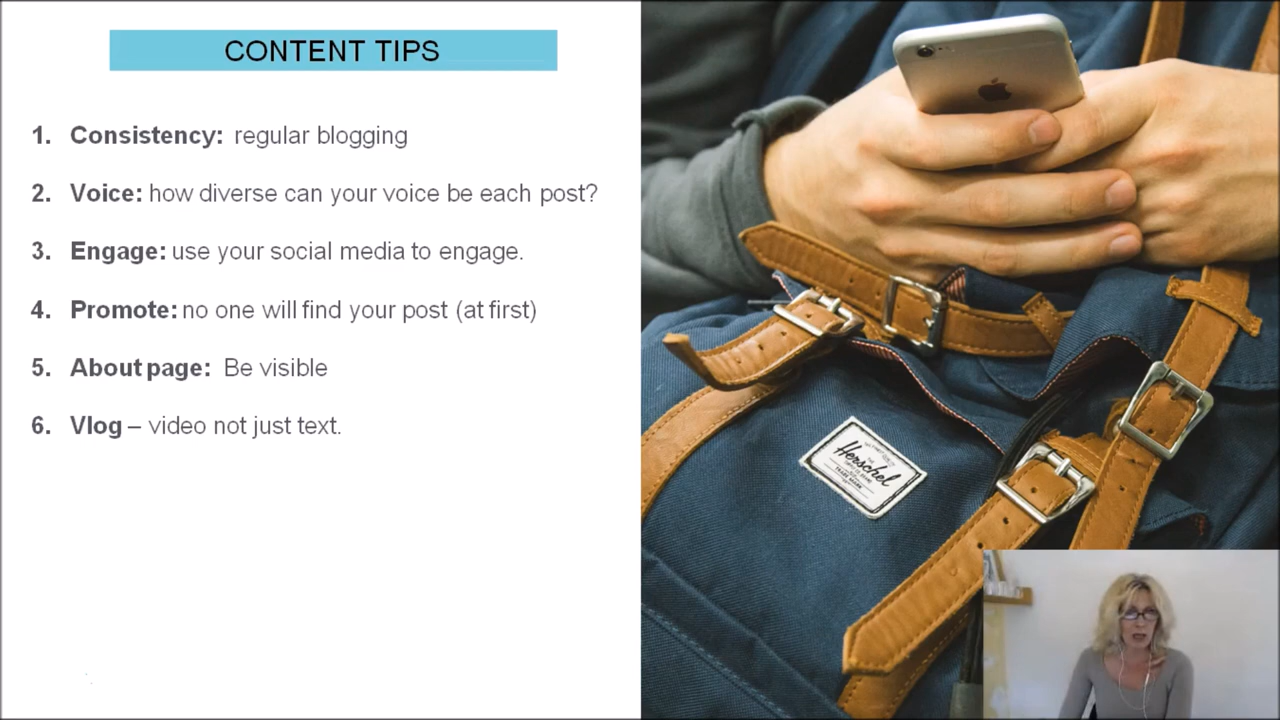 CONTENT TIPS
1. Consistency: regular blogging
2. Voice: how diverse can your voice be each post?
3. Engage: use your social media to engage.
4. Promote: no one will find your post (at first)
5. About page: Be visible
6. Vlog – video not just text.
Herschel
TRADE MARK